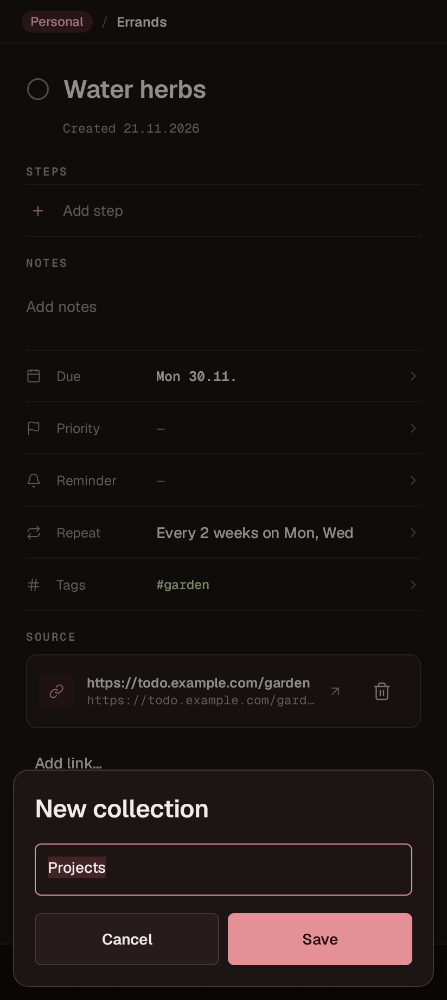 Personal / Errands
Water herbs
Created 21.11.2026
STEPS
+ Add step
NOTES
Add notes
Due Mon 30.11.
Priority —
Reminder —
Repeat Every 2 weeks on Mon, Wed
Tags #garden
SOURCE
https://todo.example.com/garden
https://todo.example.com/gard…
Add link…
New collection
Projects
Cancel Save